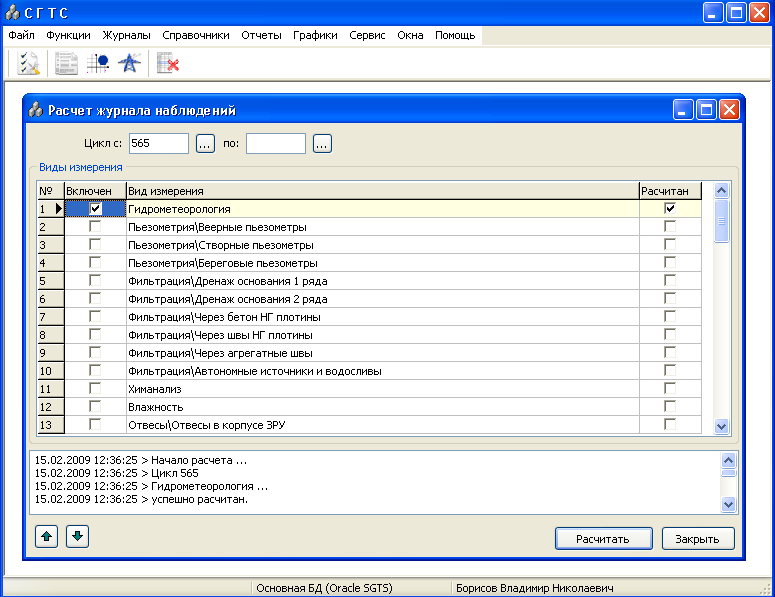 С Г Т С
Файл Функции Журналы Справочники Отчеты Графики Сервис Окна Помощь
Расчет журнала наблюдений
Цикл с: 565 ... по: ...
Виды измерения
№ Включен Вид измерения Расчитан
1 Гидрометеорология
2 Пьезометрия\Веерные пьезометры
3 Пьезометрия\Створные пьезометры
4 Пьезометрия\Береговые пьезометры
5 Фильтрация\Дренаж основания 1 ряда
6 Фильтрация\Дренаж основания 2 ряда
7 Фильтрация\Через бетон НГ плотины
8 Фильтрация\Через швы НГ плотины
9 Фильтрация\Через агрегатные швы
10 Фильтрация\Автономные источники и водосливы
11 Химанализ
12 Влажность
13 Отвесы\Отвесы в корпусе ЗРУ
15.02.2009 12:36:25 > Начало расчета ...
15.02.2009 12:36:25 > Цикл 565
15.02.2009 12:36:25 > Гидрометеорология ...
15.02.2009 12:36:25 > успешно расчитан.
Расчитать Закрыть
Основная БД (Oracle SGTS) Борисов Владимир Николаевич